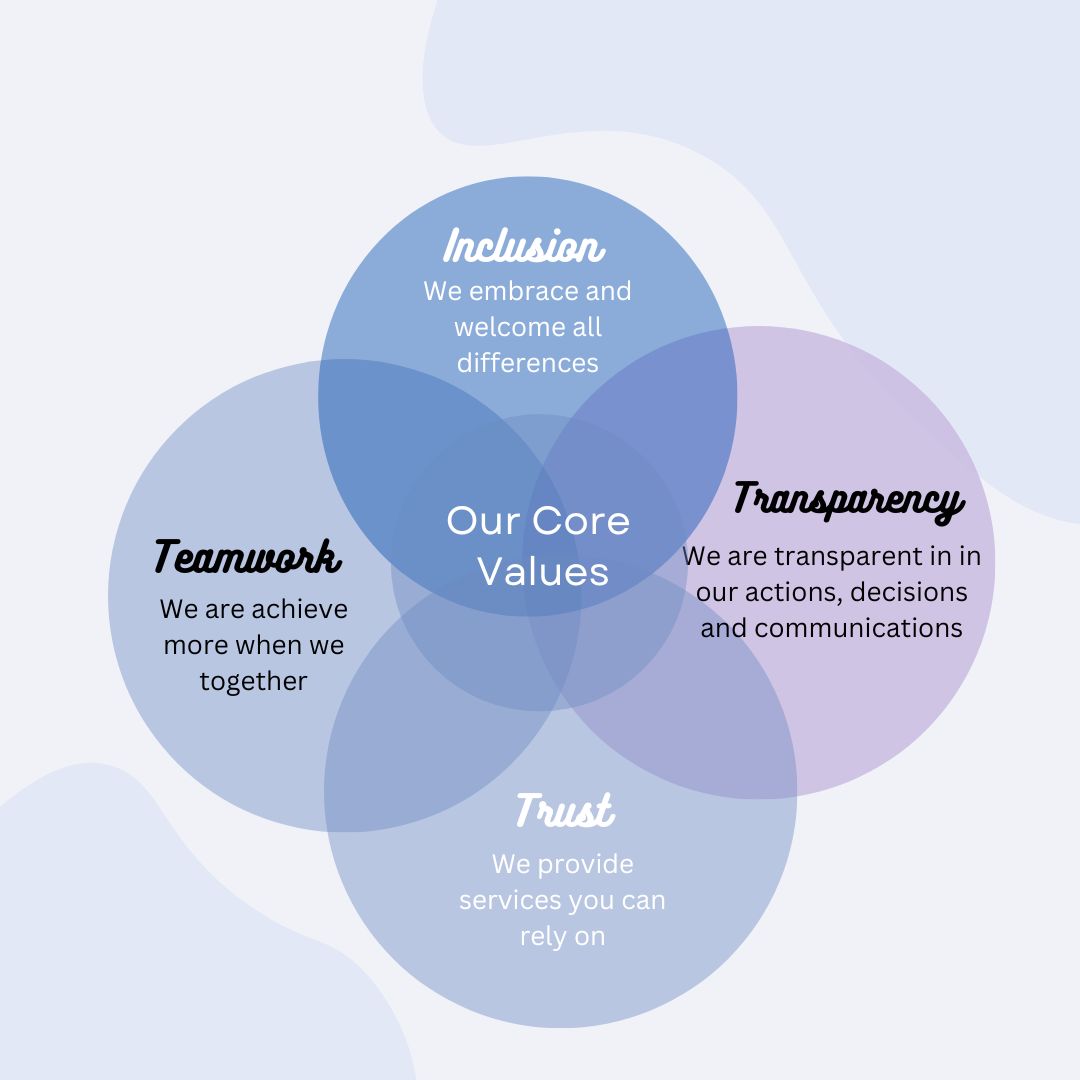 Inclusion
We embrace and
welcome all
differences
Our Core
Values
Teamwork
We are achieve
more when we
together
Transparency
We are transparent in in
our actions, decisions
and communications
Trust
We provide
services you can
rely on